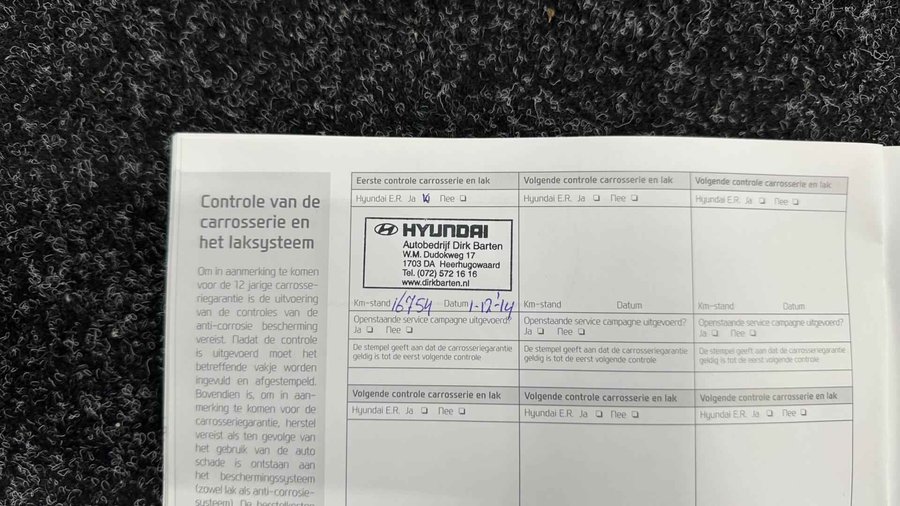 Controle van de
carrosserie en
het laksysteem
Om in aanmerking te komen
voor de 12 jarige carrosse-
riegarantie is de uitvoering
van de controles van de
anti-corrosie bescherming
vereist. Nadat de controle
is uitgevoerd moet het
betreffende vakje worden
ingevuld en afgestempeld.
Bovendien is, om in aan-
merking te komen voor de
carrosseriegarantie, herstel
vereist als ten gevolge van
het gebruik van de auto
schade is ontstaan aan
het beschermingssysteem
(zowel lak als anti-corrosie-
systeem). De herstelkosten
Eerste controle carrosserie en lak
Hyundai E.R. Ja Nee
HYUNDAI
Autobedrijf Dirk Barten
W.M. Dudokweg 17
1703 DA Heerhugowaard
Tel. (072) 572 16 16
www.dirkbarten.nl
Km-stand 16754 Datum 1-12-'14
Openstaande service campagne uitgevoerd?
Ja Nee
De stempel geeft aan dat de carrosseriegarantie
geldig is tot de eerst volgende controle
Volgende controle carrosserie en lak
Hyundai E.R. Ja Nee
Km-stand Datum
Openstaande service campagne uitgevoerd?
Ja Nee
De stempel geeft aan dat de carrosseriegarantie
geldig is tot de eerst volgende controle
Volgende controle carrosserie en lak
Hyundai E.R. Ja Nee
Km-stand Datum
Openstaande service campagne uitgevoerd?
Ja Nee
De stempel geeft aan dat de carrosseriegarantie
geldig is tot de eerst volgende controle
Volgende controle carrosserie en lak
Hyundai E.R. Ja Nee
Volgende controle carrosserie en lak
Hyundai E.R. Ja Nee
Volgende controle carrosserie en lak
Hyundai E.R. Ja Nee